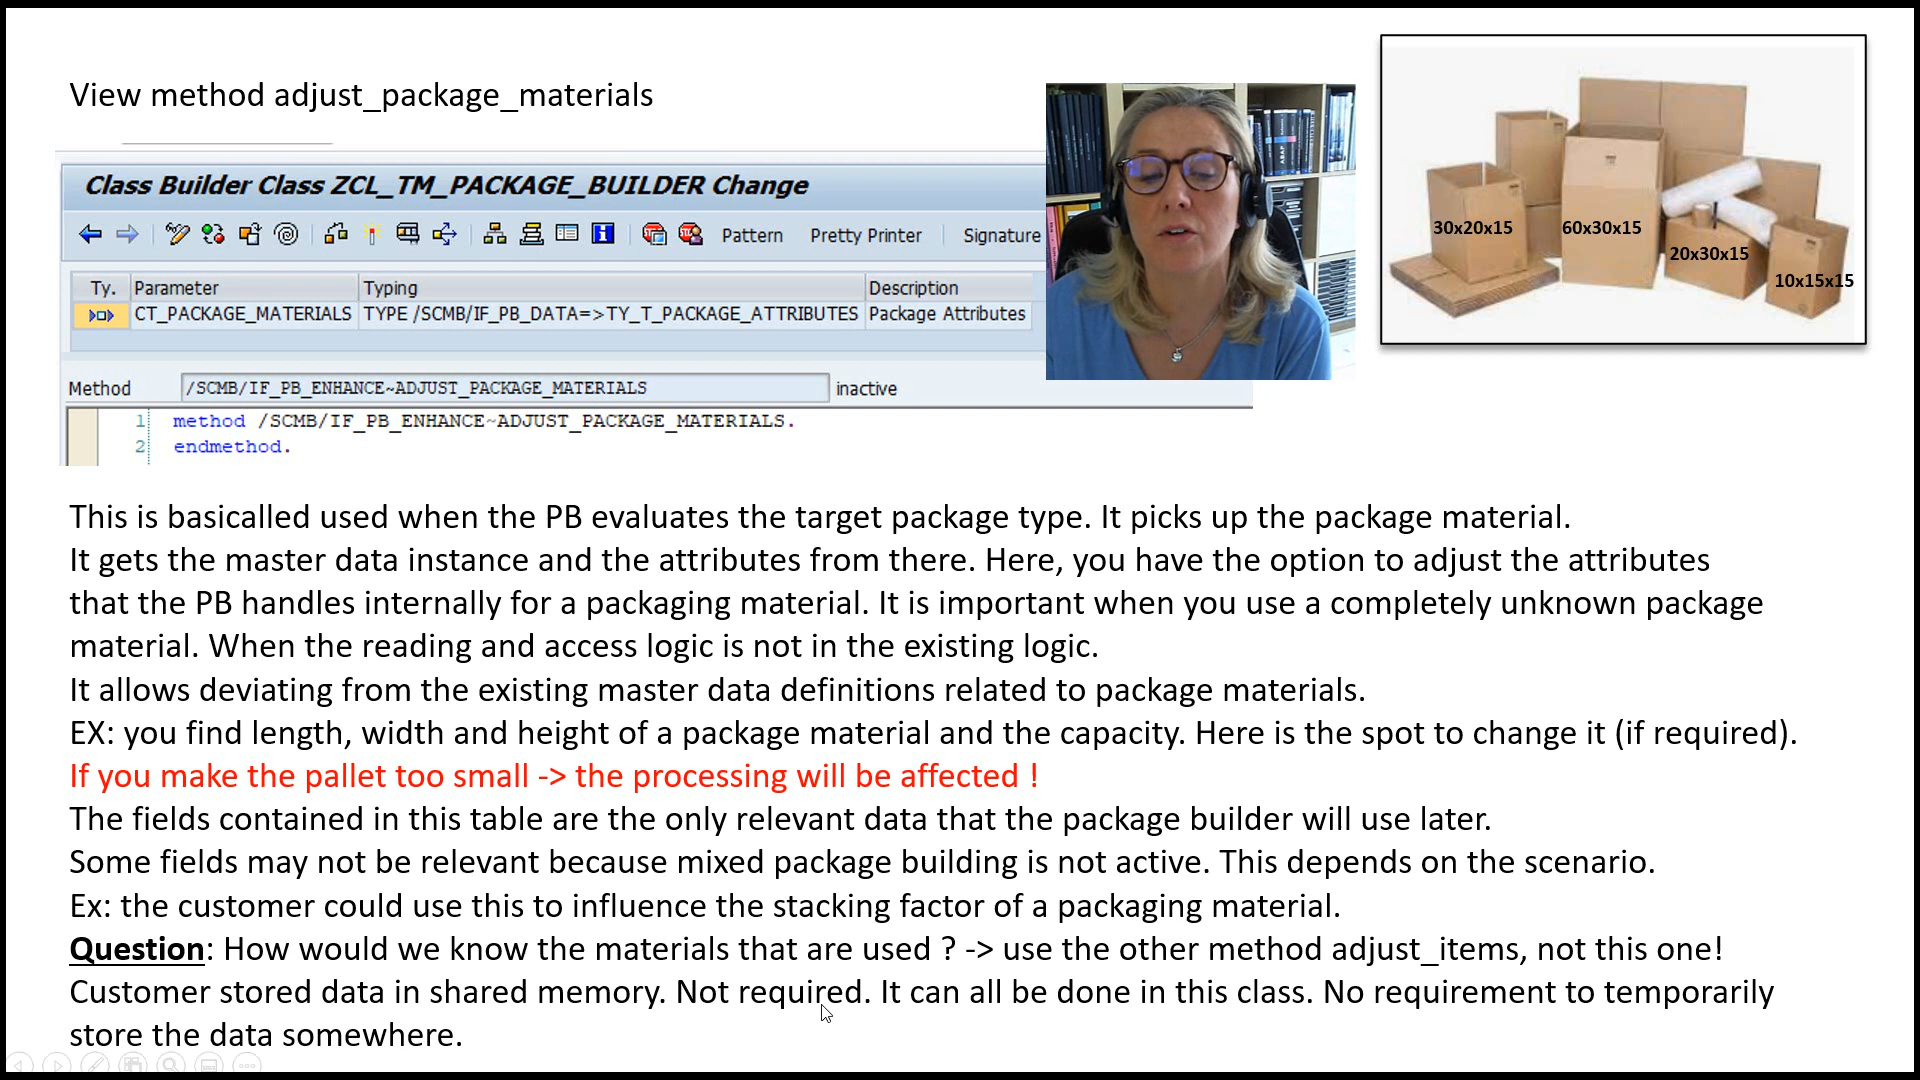 View method adjust_package_materials
Class Builder Class ZCL_TM_PACKAGE_BUILDER Change
Pattern Pretty Printer Signature
Ty. Parameter Typing Description
CT_PACKAGE_MATERIALS TYPE /SCMB/IF_PB_DATA=>TY_T_PACKAGE_ATTRIBUTES Package Attributes
Method /SCMB/IF_PB_ENHANCE~ADJUST_PACKAGE_MATERIALS inactive
1 method /SCMB/IF_PB_ENHANCE~ADJUST_PACKAGE_MATERIALS.
2 endmethod.
30x20x15
60x30x15
20x30x15
10x15x15
This is basicalled used when the PB evaluates the target package type. It picks up the package material.
It gets the master data instance and the attributes from there. Here, you have the option to adjust the attributes
that the PB handles internally for a packaging material. It is important when you use a completely unknown package
material. When the reading and access logic is not in the existing logic.
It allows deviating from the existing master data definitions related to package materials.
EX: you find length, width and height of a package material and the capacity. Here is the spot to change it (if required).
If you make the pallet too small -> the processing will be affected !
The fields contained in this table are the only relevant data that the package builder will use later.
Some fields may not be relevant because mixed package building is not active. This depends on the scenario.
Ex: the customer could use this to influence the stacking factor of a packaging material.
Question: How would we know the materials that are used ? -> use the other method adjust_items, not this one!
Customer stored data in shared memory. Not required. It can all be done in this class. No requirement to temporarily
store the data somewhere.